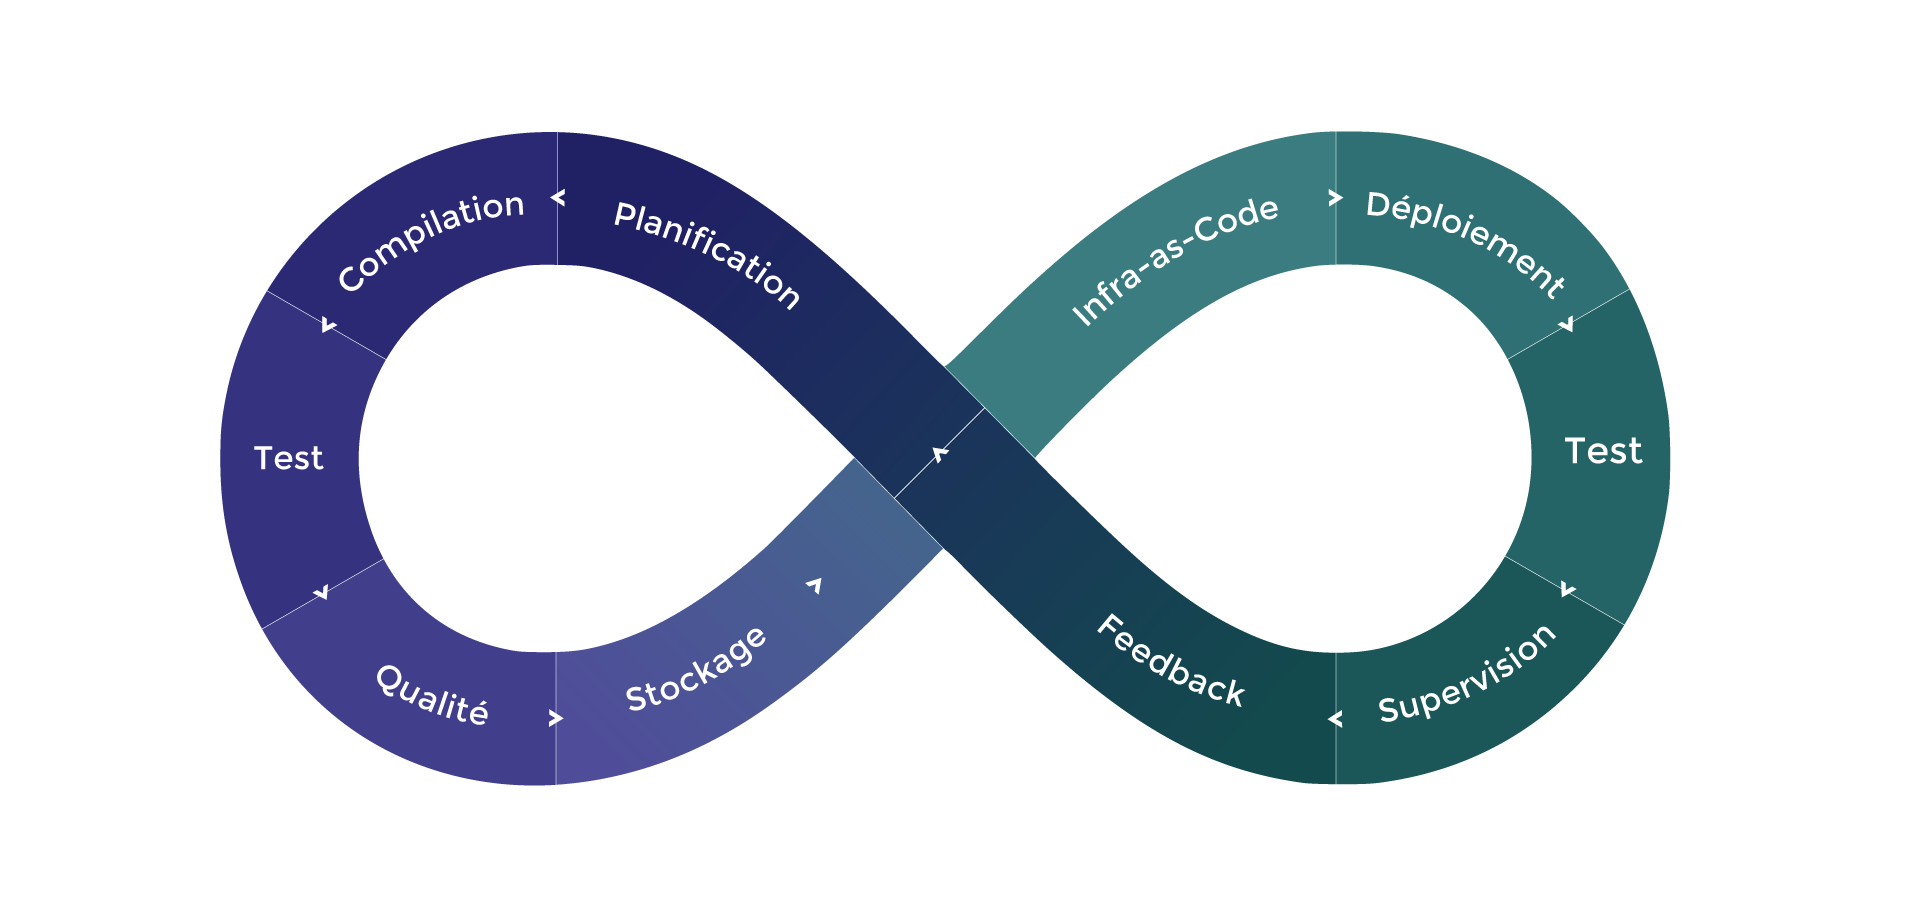 Compilation
Planification
Infra-as-Code
Déploiement
Test
Test
Qualité
Stockage
Feedback
Supervision